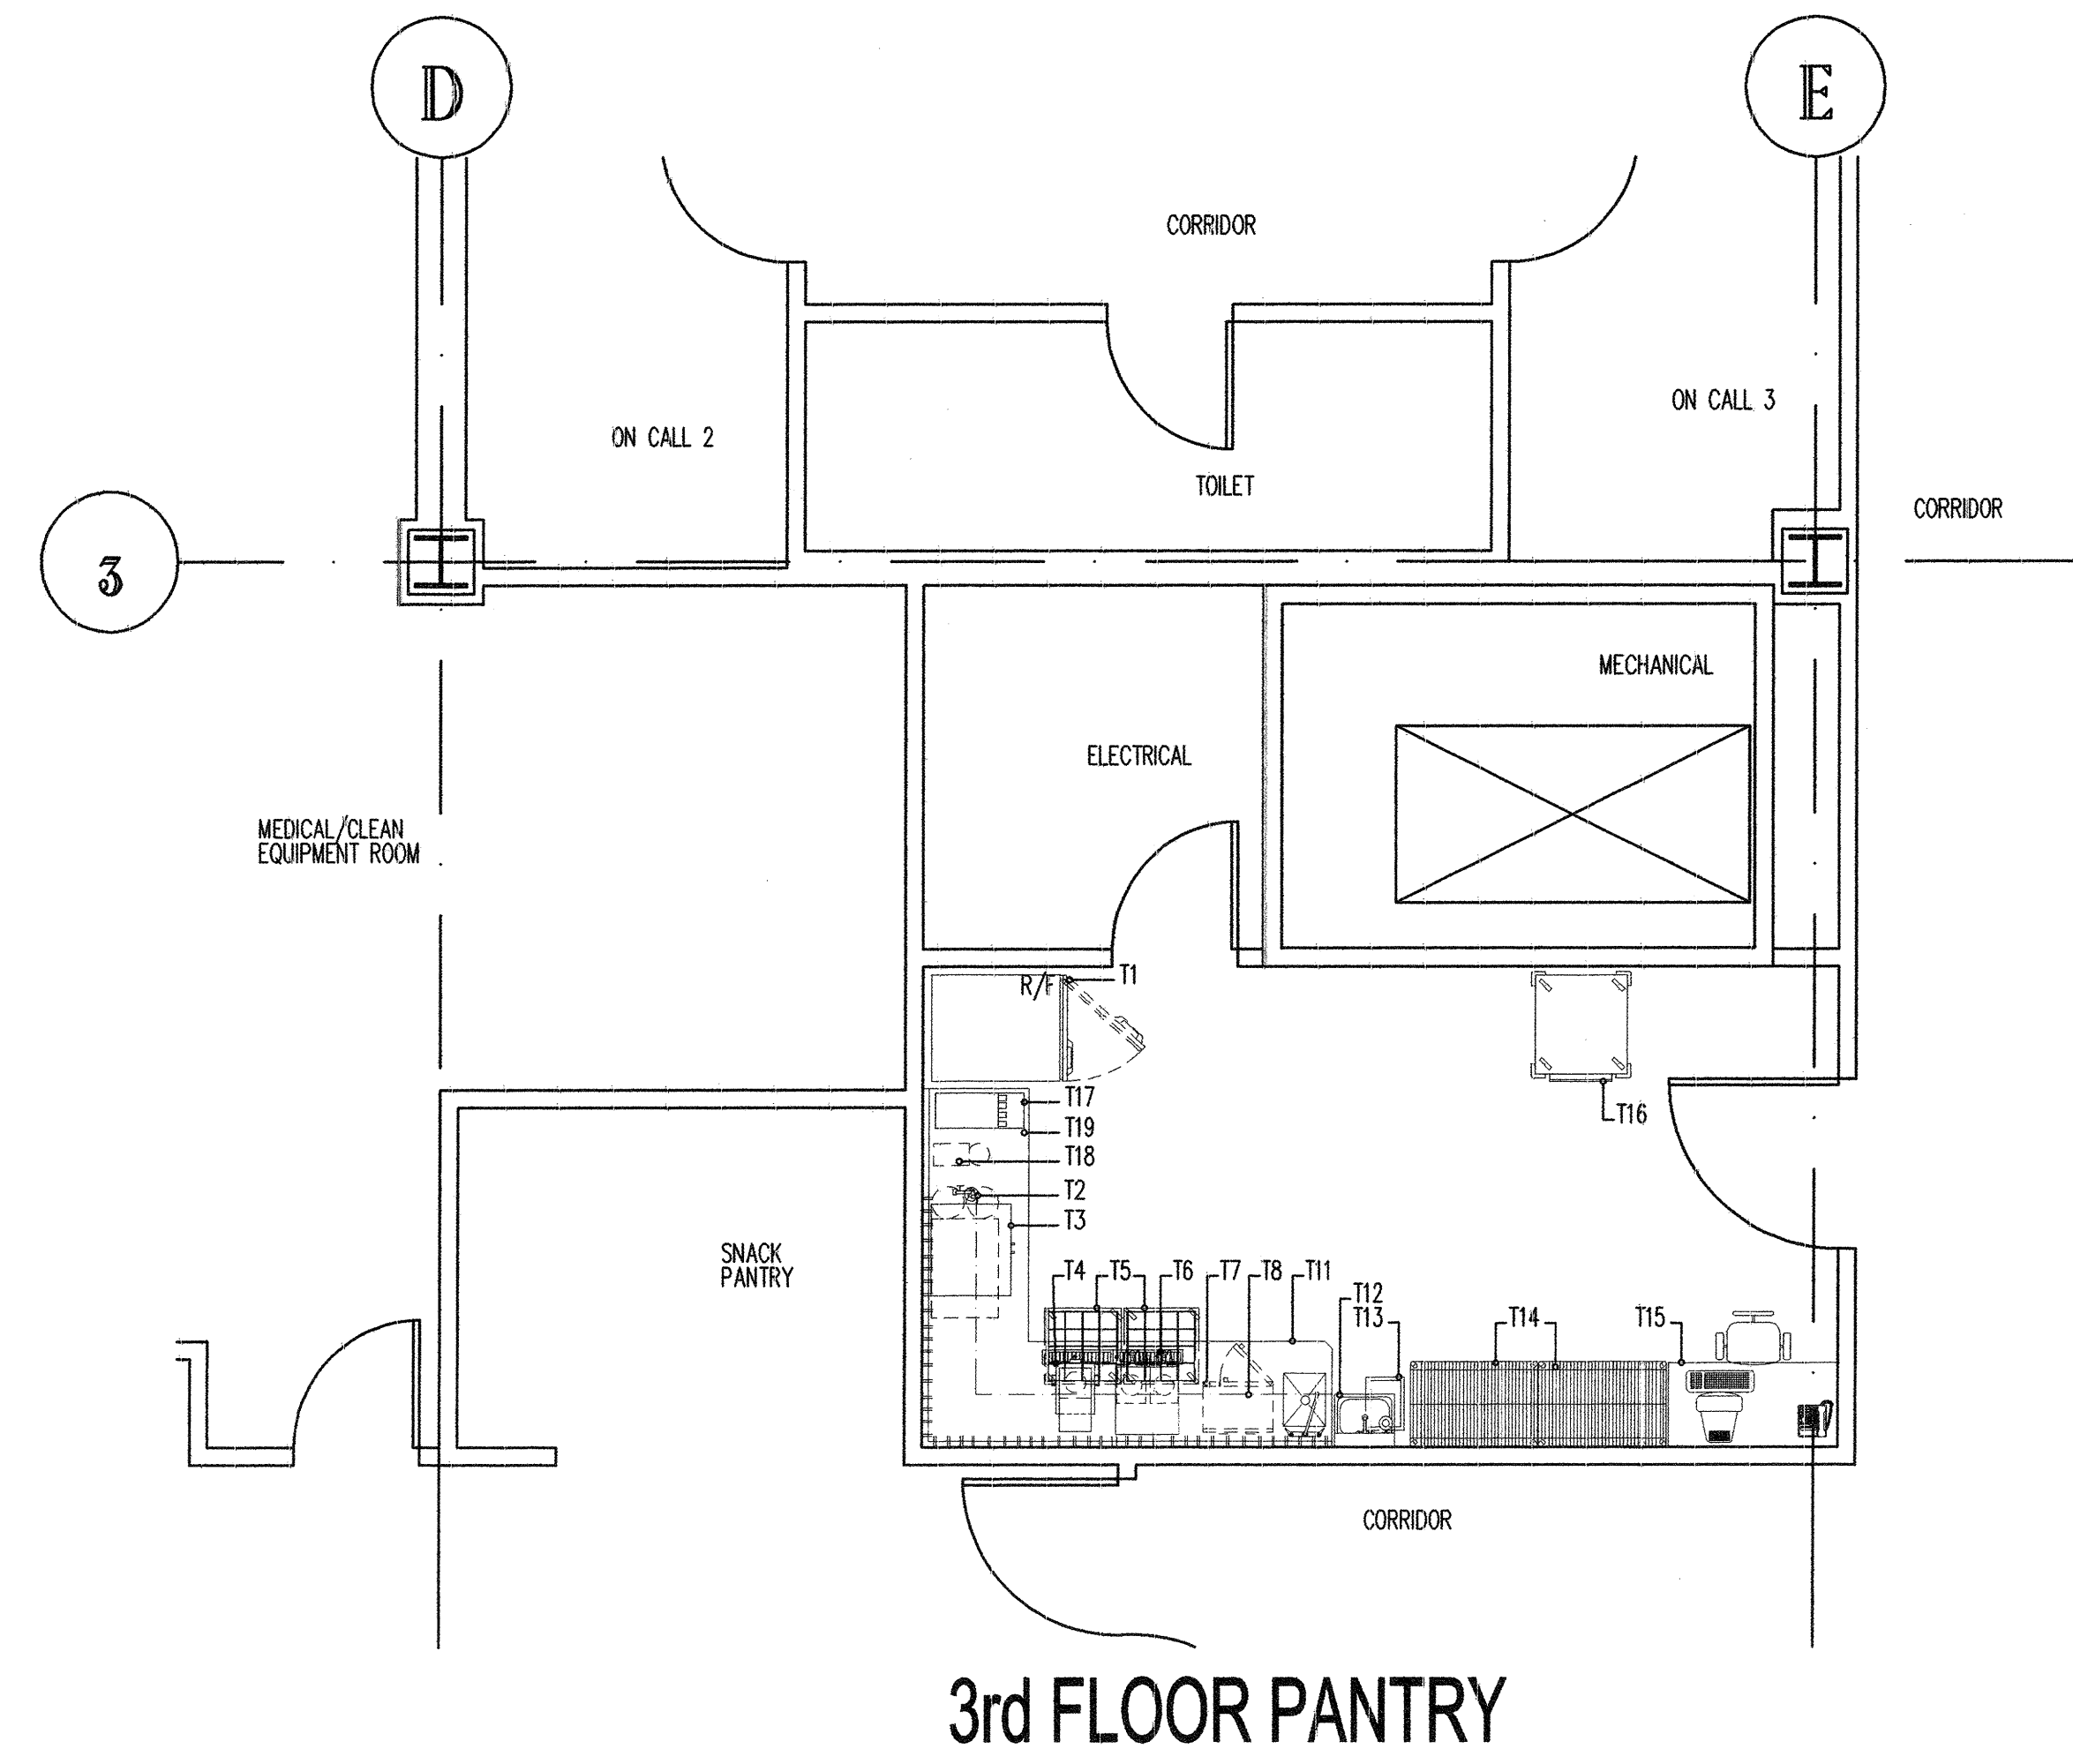 D
E
CORRIDOR
ON CALL 3
ON CALL 2
TOILET
CORRIDOR
3
MECHANICAL
ELECTRICAL
MEDICAL/CLEAN
EQUIPMENT ROOM
R/F
T1
T17
T16
T19
T18
T2
T3
SNACK
PANTRY
T4
T5
T6
T7
T8
T11
T12
T13
T14
T15
CORRIDOR
3rd FLOOR PANTRY